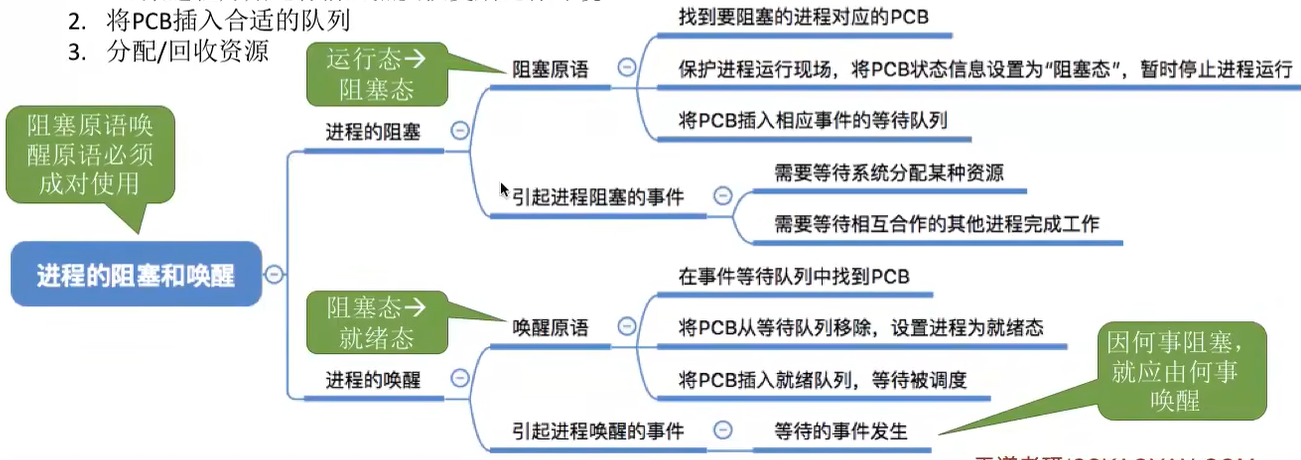 2. 将PCB插入合适的队列
3. 分配/回收资源
运行态→
阻塞态
阻塞原语
找到要阻塞的进程对应的PCB
保护进程运行现场，将PCB状态信息设置为“阻塞态”，暂时停止进程运行
将PCB插入相应事件的等待队列
进程的阻塞
阻塞原语唤
醒原语必须
成对使用
引起进程阻塞的事件
需要等待系统分配某种资源
需要等待相互合作的其他进程完成工作
进程的阻塞和唤醒
阻塞态→
就绪态
唤醒原语
在事件等待队列中找到PCB
将PCB从等待队列移除，设置进程为就绪态
将PCB插入就绪队列，等待被调度
进程的唤醒
引起进程唤醒的事件
等待的事件发生
因何事阻塞，
就应由何事
唤醒